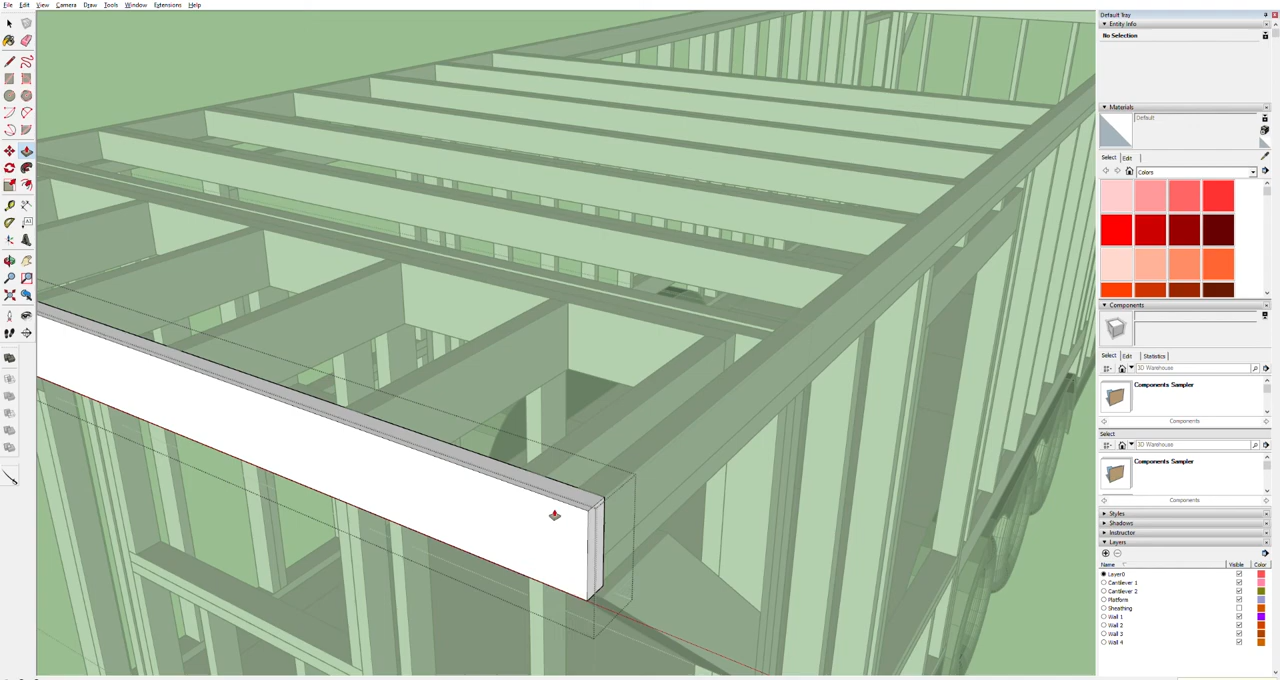 File Edit View Camera Draw Tools Window Extensions Help
Default Tray
Entity Info
No Selection
Materials
Default
Select Edit
Colors
Components
Select Edit Statistics
3D Warehouse
Components Sampler
Components
Select
3D Warehouse
Components Sampler
Components
Styles
Shadows
Instructor
Layers
Name Visible Color
Layer0
Cantilever 1
Cantilever 2
Platform
Sheathing
Wall 1
Wall 2
Wall 3
Wall 4